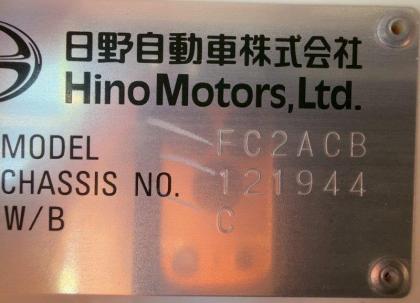 日野自動車株式会社
Hino Motors, Ltd.
MODEL FC2ACB
CHASSIS NO. 121944
W/B C